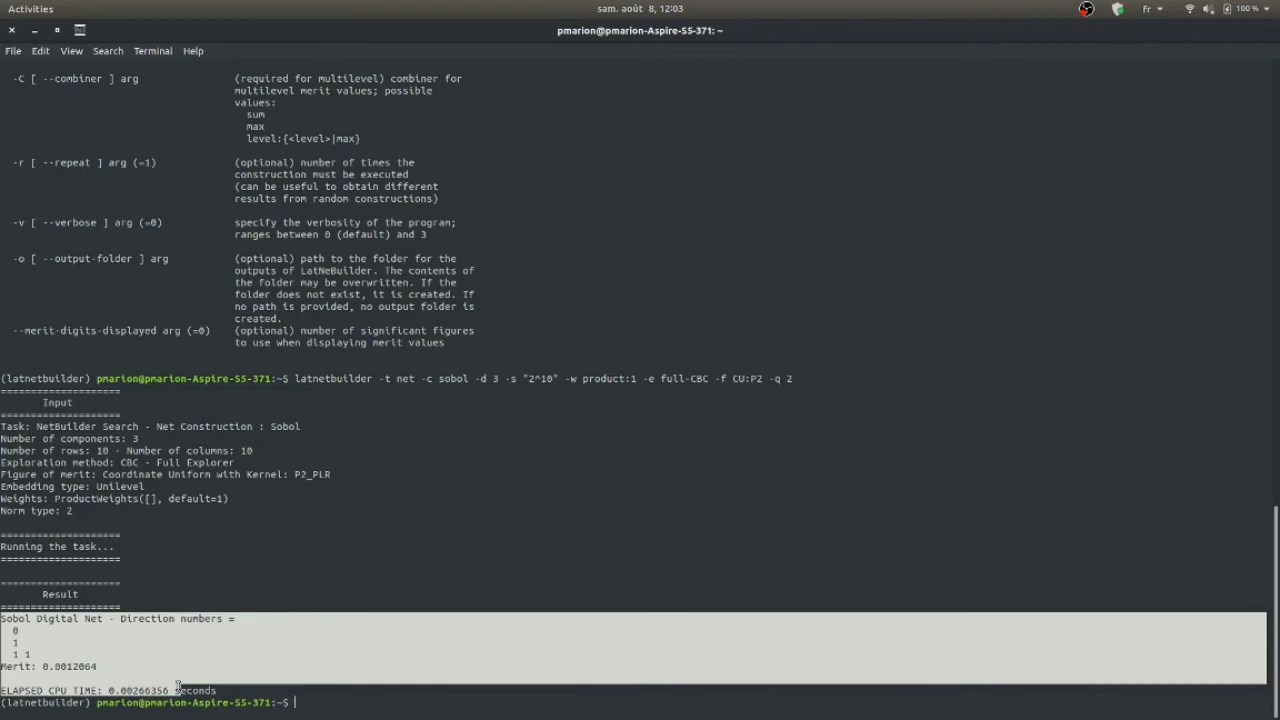 Activities
sam. août 8, 12:03
Fr
100 %
pmarion@pmarion-Aspire-S5-371: ~
File Edit View Search Terminal Help
-C [ --combiner ] arg (required for multilevel) combiner for
multilevel merit values; possible
values:
sum
max
level:{<level>|max}
-r [ --repeat ] arg (=1) (optional) number of times the
construction must be executed
(can be useful to obtain different
results from random constructions)
-v [ --verbose ] arg (=0) specify the verbosity of the program;
ranges between 0 (default) and 3
-o [ --output-folder ] arg (optional) path to the folder for the
outputs of LatNeBuilder. The contents of
the folder may be overwritten. If the
folder does not exist, it is created. If
no path is provided, no output folder is
created.
--merit-digits-displayed arg (=0) (optional) number of significant figures
to use when displaying merit values
(latnetbuilder) pmarion@pmarion-Aspire-S5-371:~$ latnetbuilder -t net -c sobol -d 3 -s "2^10" -w product:1 -e full-CBC -f CU:P2 -q 2
====================
Input
====================
Task: NetBuilder Search - Net Construction : Sobol
Number of components: 3
Number of rows: 10 - Number of columns: 10
Exploration method: CBC - Full Explorer
Figure of merit: Coordinate Uniform with Kernel: P2_PLR
Embedding type: Unilevel
Weights: ProductWeights([], default=1)
Norm type: 2
====================
Running the task...
====================
====================
Result
====================
Sobol Digital Net - Direction numbers =
0
1
1 1
Merit: 0.0012064
ELAPSED CPU TIME: 0.00266356 seconds
(latnetbuilder) pmarion@pmarion-Aspire-S5-371:~$